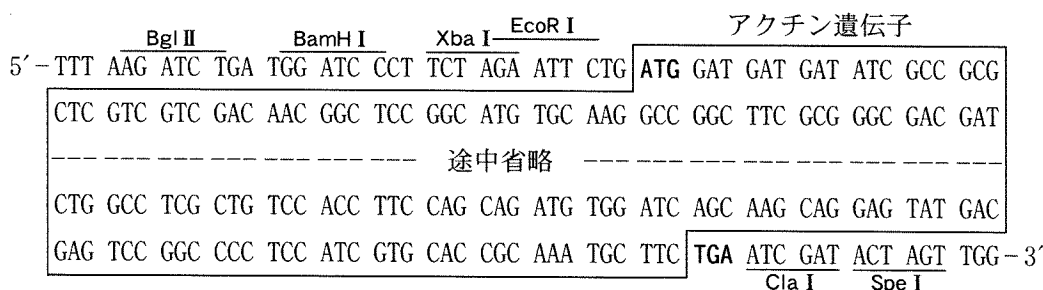 Bgl II BamH I Xba I EcoR I アクチン遺伝子
5′-TTT AAG ATC TGA TGG ATC CCT TCT AGA ATT CTG ATG GAT GAT GAT ATC GCC GCG
CTC GTC GTC GAC AAC GGC TCC GGC ATG TGC AAG GCC GGC TTC GCG GGC GAC GAT
途中省略
CTG GCC TCG CTG TCC ACC TTC CAG CAG ATG TGG ATC AGC AAG CAG GAG TAT GAC
GAG TCC GGC CCC TCC ATC GTG CAC CGC AAA TGC TTC TGA ATC GAT ACT AGT TGG-3′
Cla I Spe I